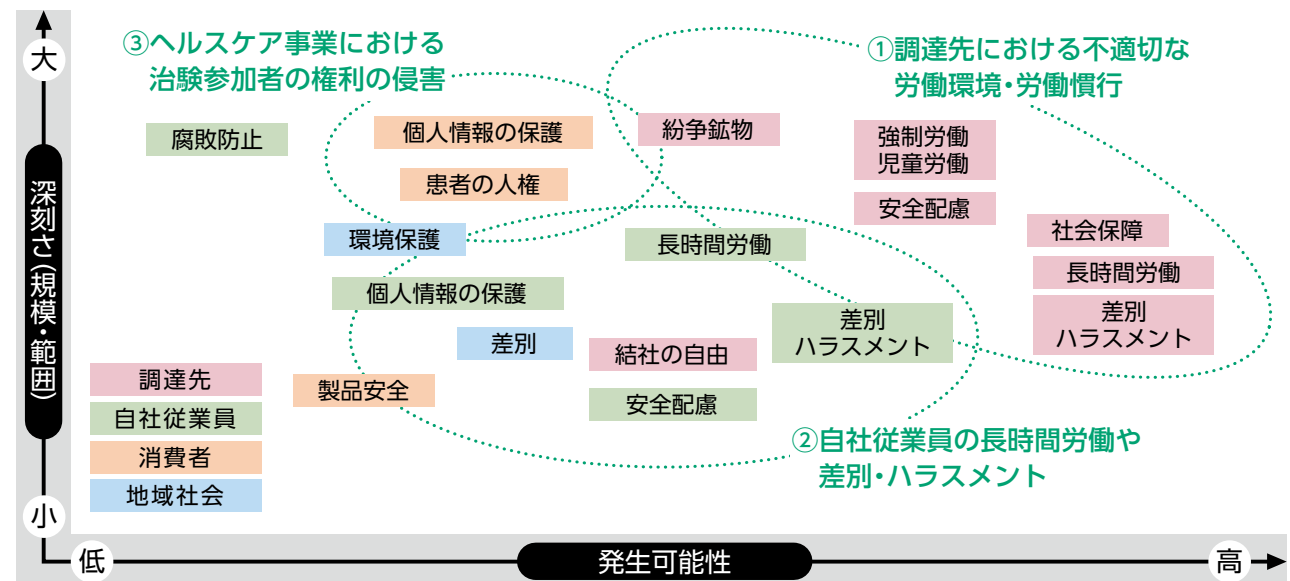 大
深刻さ（規模・範囲）
小
低
発生可能性
高
③ヘルスケア事業における
治験参加者の権利の侵害
①調達先における不適切な
労働環境・労働慣行
腐敗防止
個人情報の保護
紛争鉱物
強制労働
児童労働
患者の人権
安全配慮
環境保護
長時間労働
社会保障
長時間労働
個人情報の保護
差別
ハラスメント
差別
ハラスメント
差別
結社の自由
製品安全
安全配慮
②自社従業員の長時間労働や
差別・ハラスメント
調達先
自社従業員
消費者
地域社会